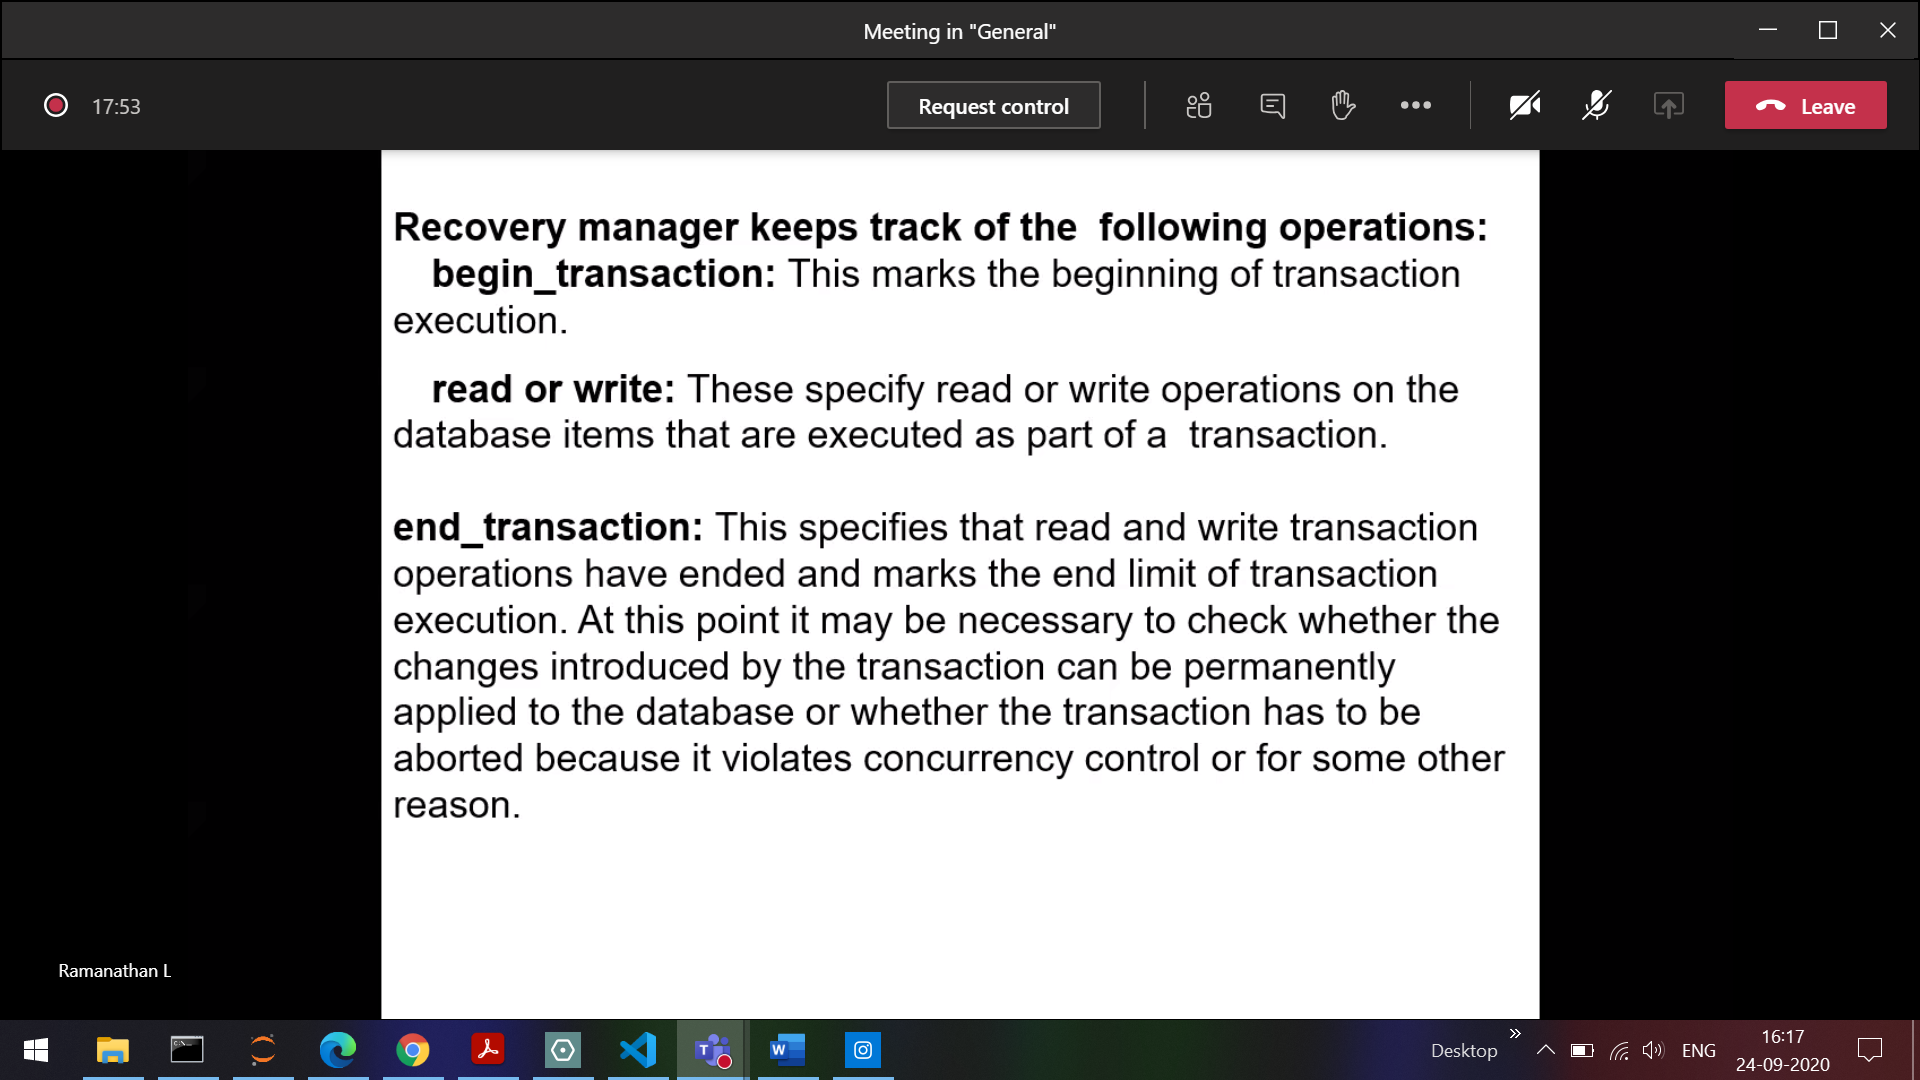 Meeting in "General"
17:53
Request control
Leave
Recovery manager keeps track of the following operations:
begin_transaction: This marks the beginning of transaction
execution.
read or write: These specify read or write operations on the
database items that are executed as part of a transaction.
end_transaction: This specifies that read and write transaction
operations have ended and marks the end limit of transaction
execution. At this point it may be necessary to check whether the
changes introduced by the transaction can be permanently
applied to the database or whether the transaction has to be
aborted because it violates concurrency control or for some other
reason.
Ramanathan L
Desktop
ENG
16:17
24-09-2020